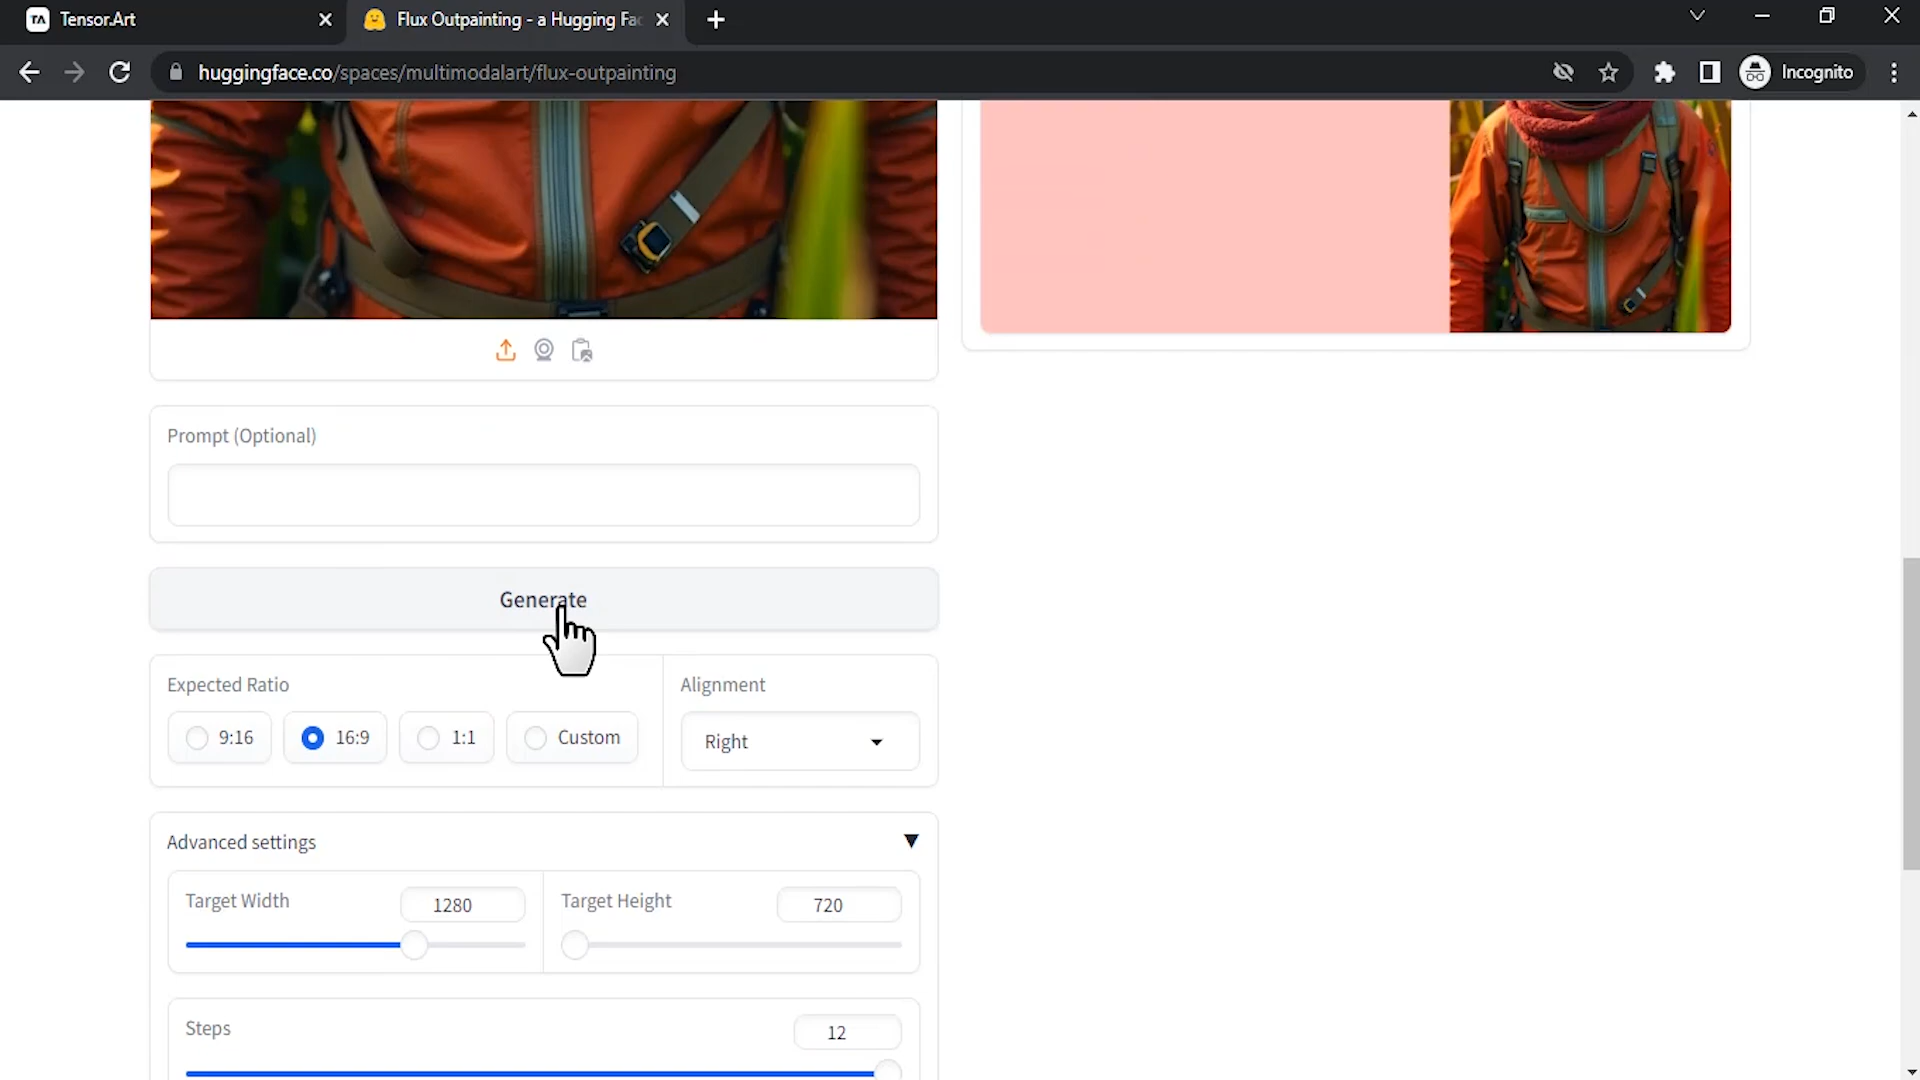 TA Tensor.Art
Flux Outpainting - a Hugging Fac
huggingface.co/spaces/multimodalart/flux-outpainting
Incognito
Prompt (Optional)
Generate
Expected Ratio
Alignment
9:16
16:9
1:1
Custom
Right
Advanced settings
Target Width
1280
Target Height
720
Steps
12